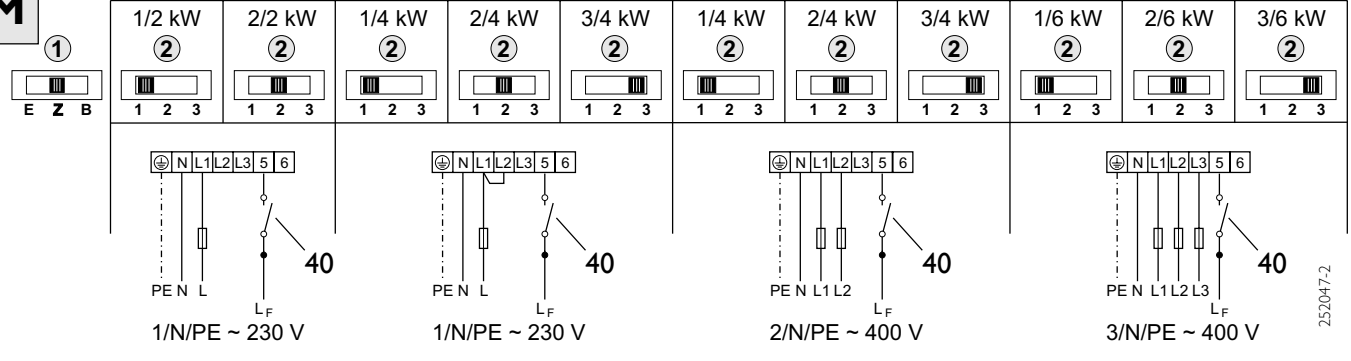 M
1/2 kW 2/2 kW 1/4 kW 2/4 kW 3/4 kW 1/4 kW 2/4 kW 3/4 kW 1/6 kW 2/6 kW 3/6 kW
1 2 2 2 2 2 2 2 2 2 2 2
E Z B 1 2 3 1 2 3 1 2 3 1 2 3 1 2 3 1 2 3 1 2 3 1 2 3 1 2 3 1 2 3 1 2 3
N L1 L2 L3 5 6 N L1 L2 L3 5 6 N L1 L2 L3 5 6 N L1 L2 L3 5 6
40 40 40 40
PE N L PE N L PE N L1 L2 PE N L1 L2 L3
LF LF LF LF
1/N/PE ~ 230 V 1/N/PE ~ 230 V 2/N/PE ~ 400 V 3/N/PE ~ 400 V
252047-2